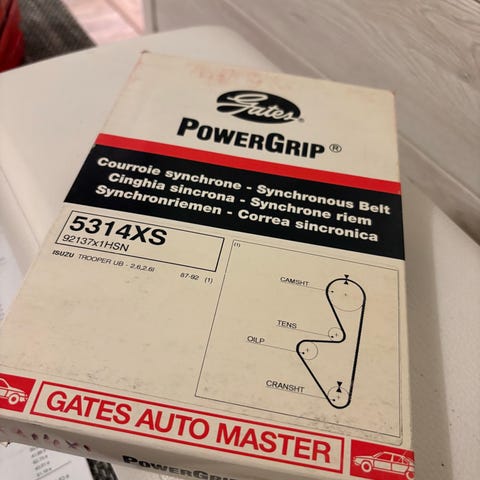 Gates
POWERGRIP®
Courroie synchrone - Synchronous Belt
Cinghia sincrona - Synchrone riem
Synchronriemen - Correa sincronica
5314XS
92137x1HSN
ISUZU TROOPER UB - 2.6,2.6I 87-92 (1)
(1)
CAMSHT
TENS
OILP
CRANSHT
GATES AUTO MASTER
POWERGRIP